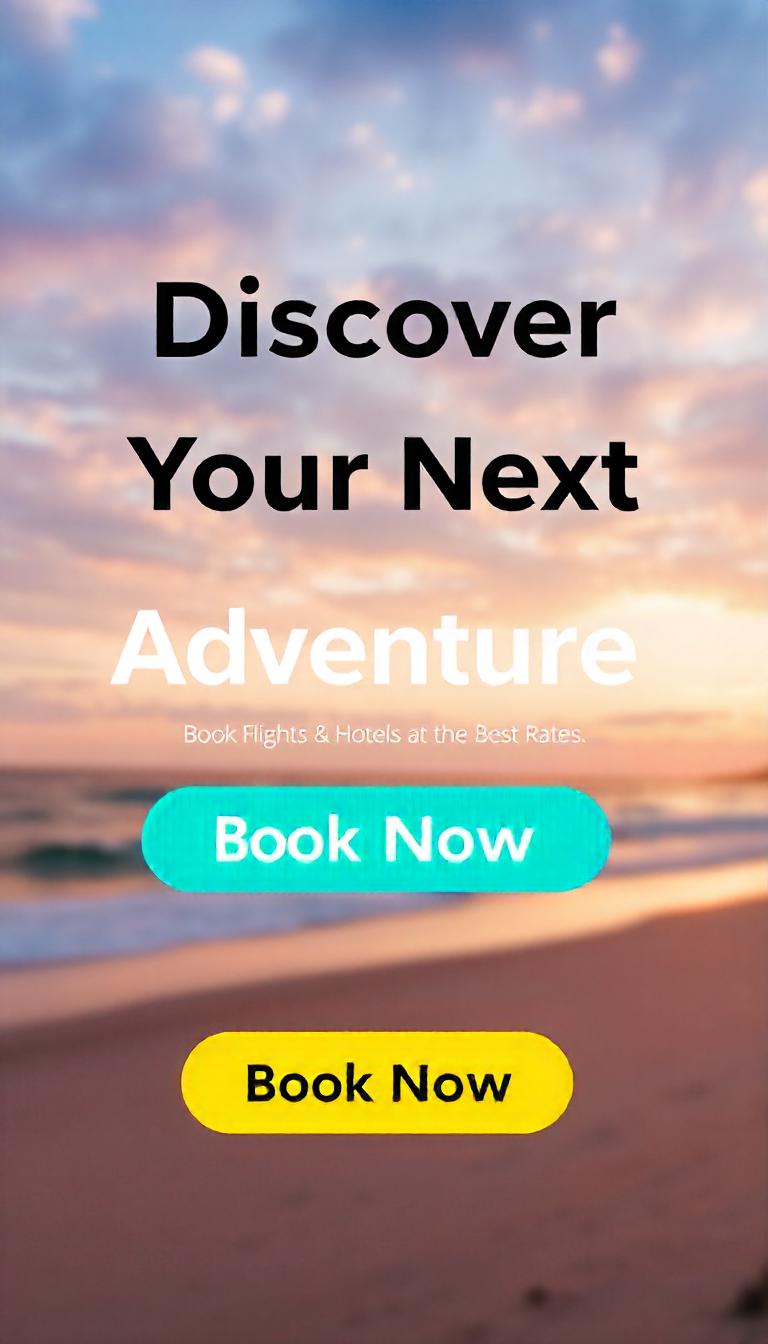 Discover
Your Next
Adventure
Book Flights & Hotels at the Best Rates.
Book Now
Book Now